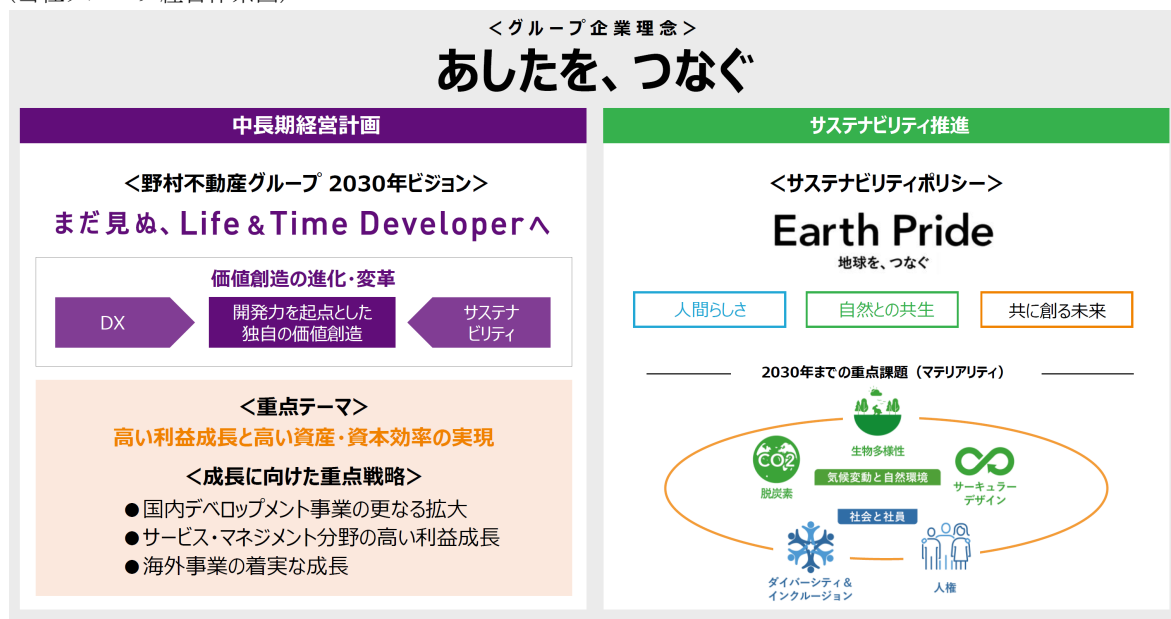 ＜グループ企業理念＞
あしたを、つなぐ
中長期経営計画
＜野村不動産グループ 2030年ビジョン＞
まだ見ぬ、Life & Time Developerへ
価値創造の進化・変革
DX
開発力を起点とした
独自の価値創造
サステナ
ビリティ
＜重点テーマ＞
高い利益成長と高い資産・資本効率の実現
＜成長に向けた重点戦略＞
●国内デベロップメント事業の更なる拡大
●サービス・マネジメント分野の高い利益成長
●海外事業の着実な成長
サステナビリティ推進
＜サステナビリティポリシー＞
Earth Pride
地球を、つなぐ
人間らしさ
自然との共生
共に創る未来
2030年までの重点課題（マテリアリティ）
生物多様性
CO2
脱炭素
気候変動と自然環境
サーキュラー
デザイン
社会と社員
ダイバーシティ＆
インクルージョン
人権